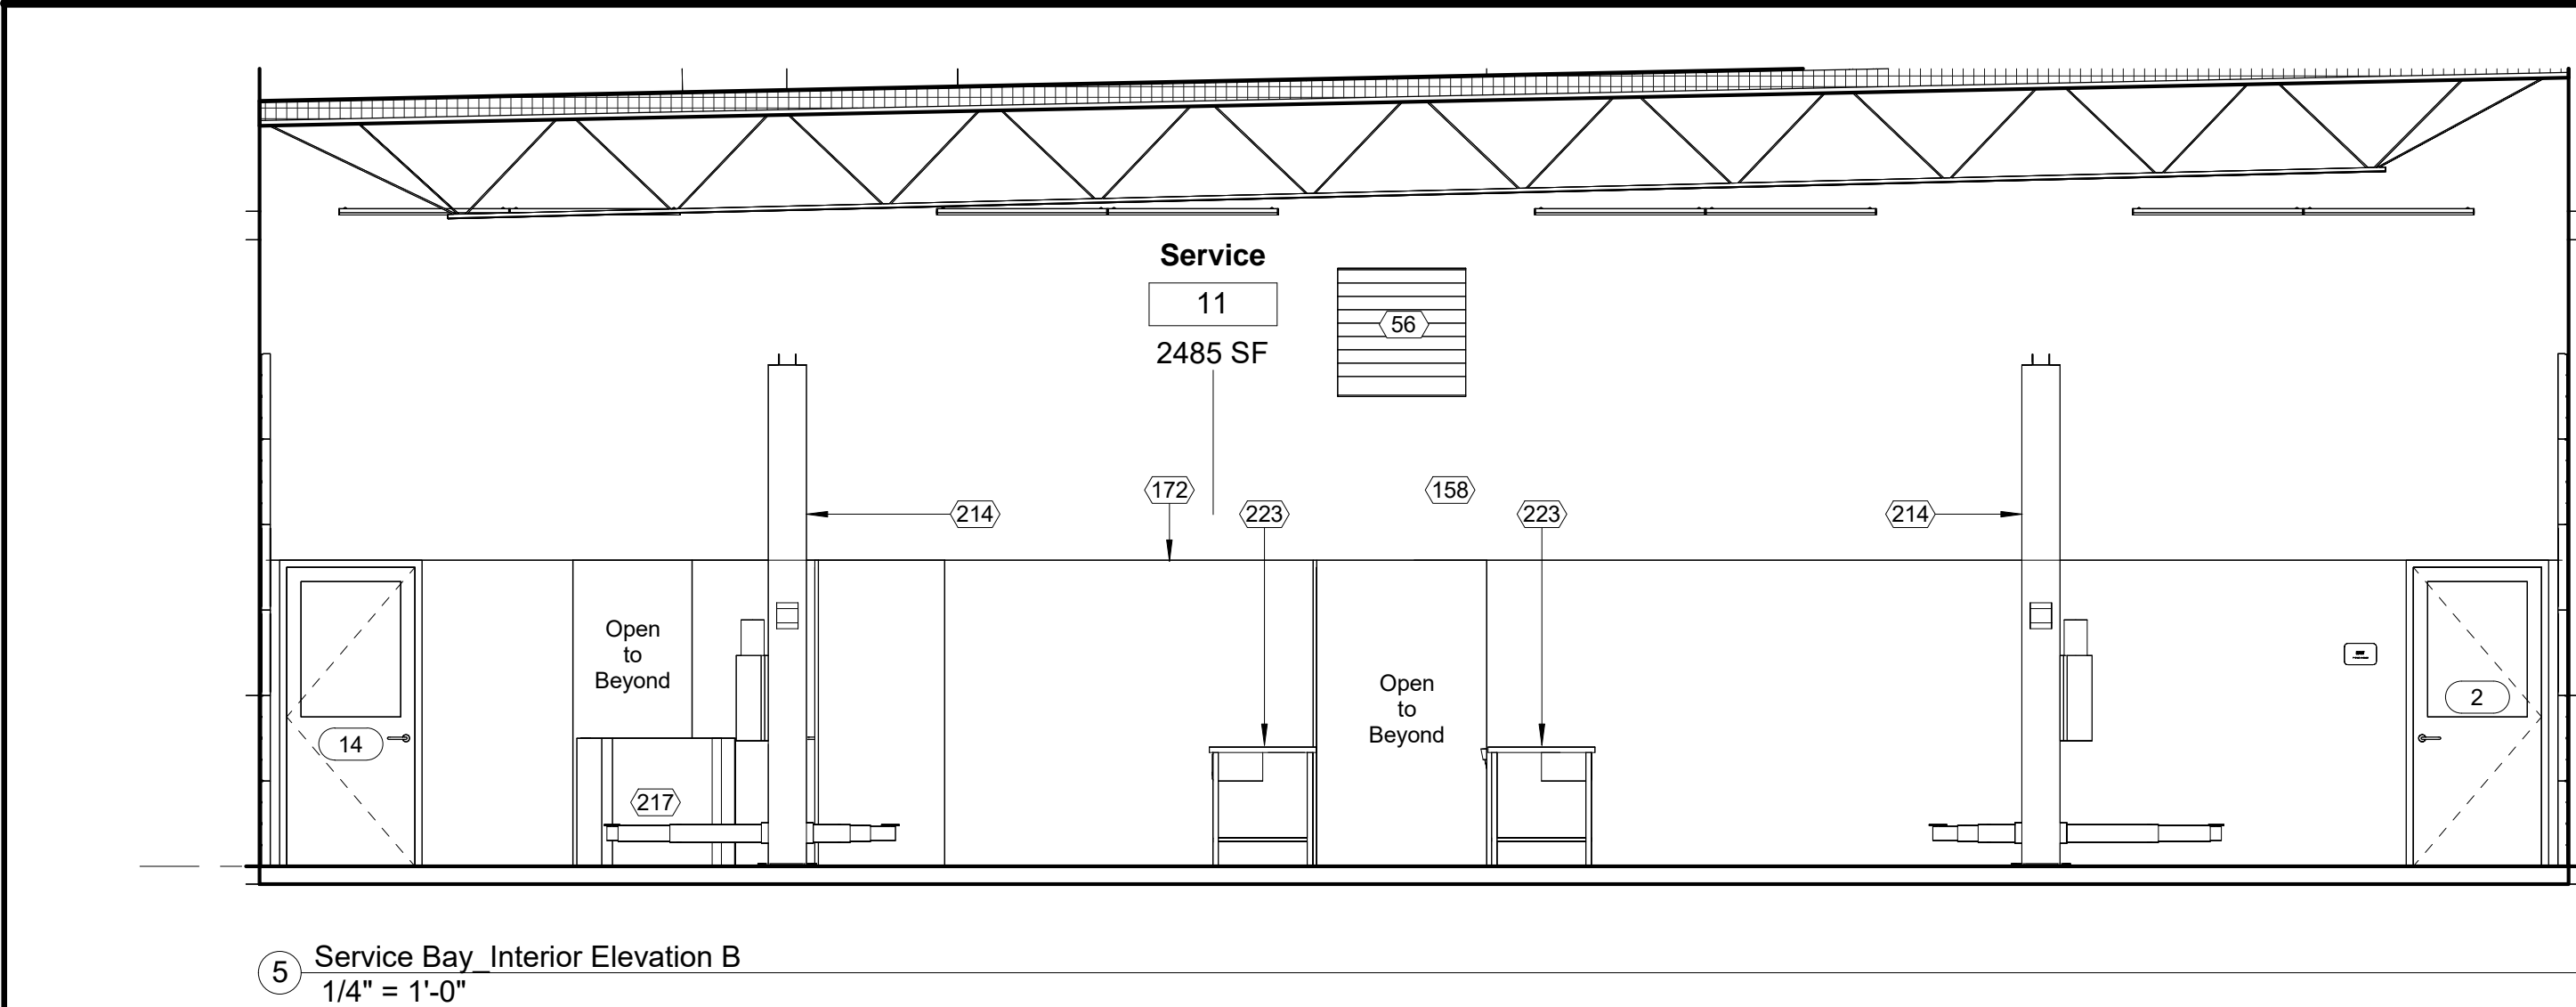 Service
11
56
2485 SF
172
158
214
223
223
214
Open
to
Beyond
Open
to
Beyond
2
14
217
5
Service Bay_Interior Elevation B
1/4" = 1'-0"